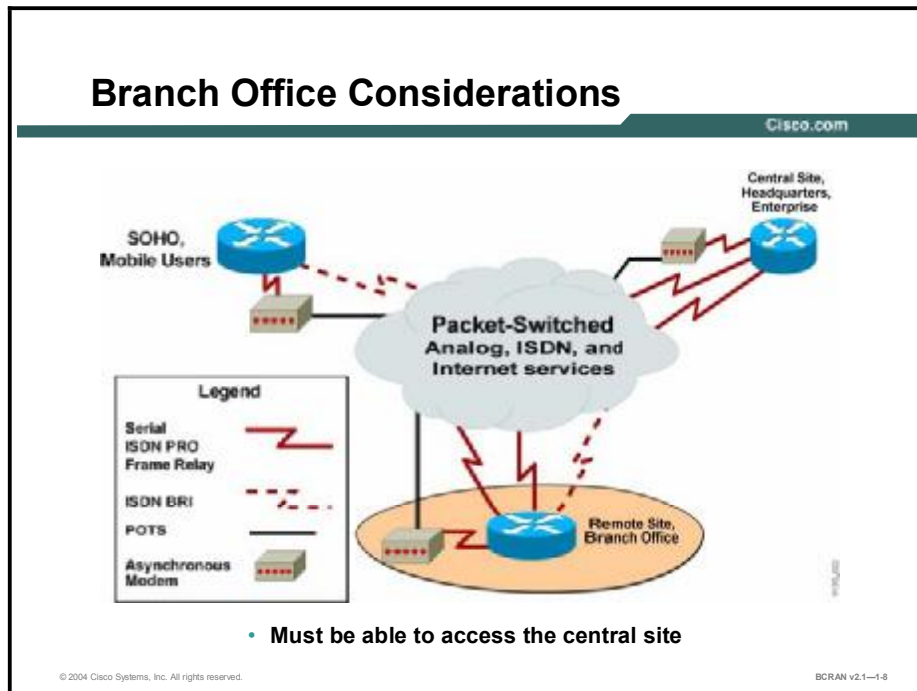 Branch Office Considerations
Cisco.com
Central Site,
Headquarters,
Enterprise
SOHO,
Mobile Users
Packet-Switched
Analog, ISDN, and
Internet services
Legend
Serial
ISDN PRO
Frame Relay
ISDN BRI
POTS
Asynchronous
Modem
Remote Site,
Branch Office
• Must be able to access the central site
© 2004 Cisco Systems, Inc. All rights reserved.
BCRAN v2.1—1-8